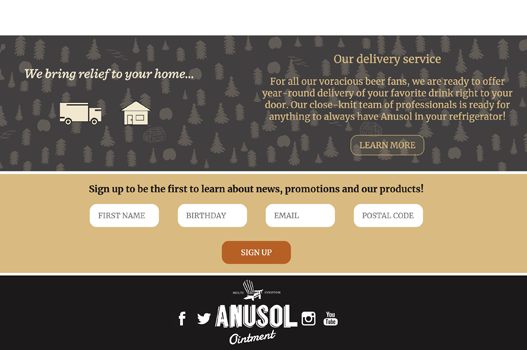 We bring relief to your home...
Our delivery service
For all our voracious beer fans, we are ready to offer
year-round delivery of your favorite drink right to your
door. Our close-knit team of professionals is ready for
anything to always have Anusol in your refrigerator!
LEARN MORE
Sign up to be the first to learn about news, promotions and our products!
FIRST NAME
BIRTHDAY
EMAIL
POSTAL CODE
SIGN UP
ANUSOL
Ointment
You
Tube